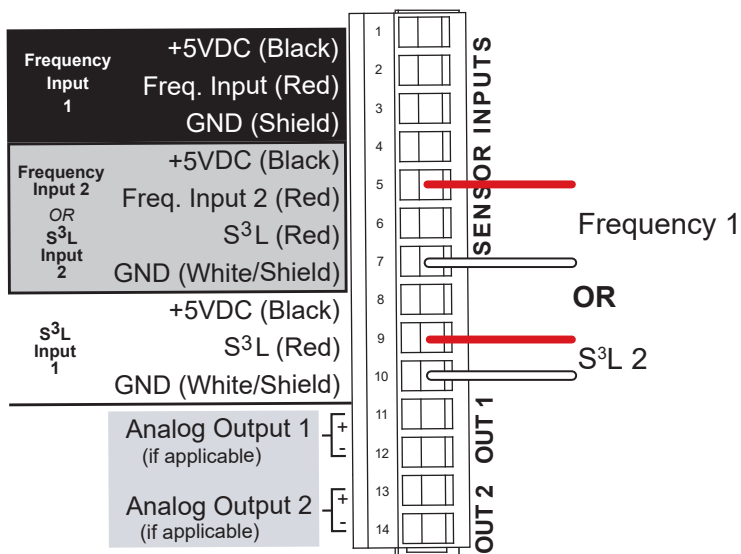 Frequency
Input
1
+5VDC (Black)
Freq. Input (Red)
GND (Shield)
Frequency
Input 2
OR
S³L
Input
2
+5VDC (Black)
Freq. Input 2 (Red)
S³L (Red)
GND (White/Shield)
S³L
Input
1
+5VDC (Black)
S³L (Red)
GND (White/Shield)
Analog Output 1
(if applicable)
+
-
Analog Output 2
(if applicable)
+
-
1
2
3
4
5
6
7
8
9
10
11
12
13
14
SENSOR INPUTS
OUT 1
OUT 2
Frequency 1
OR
S³L 2